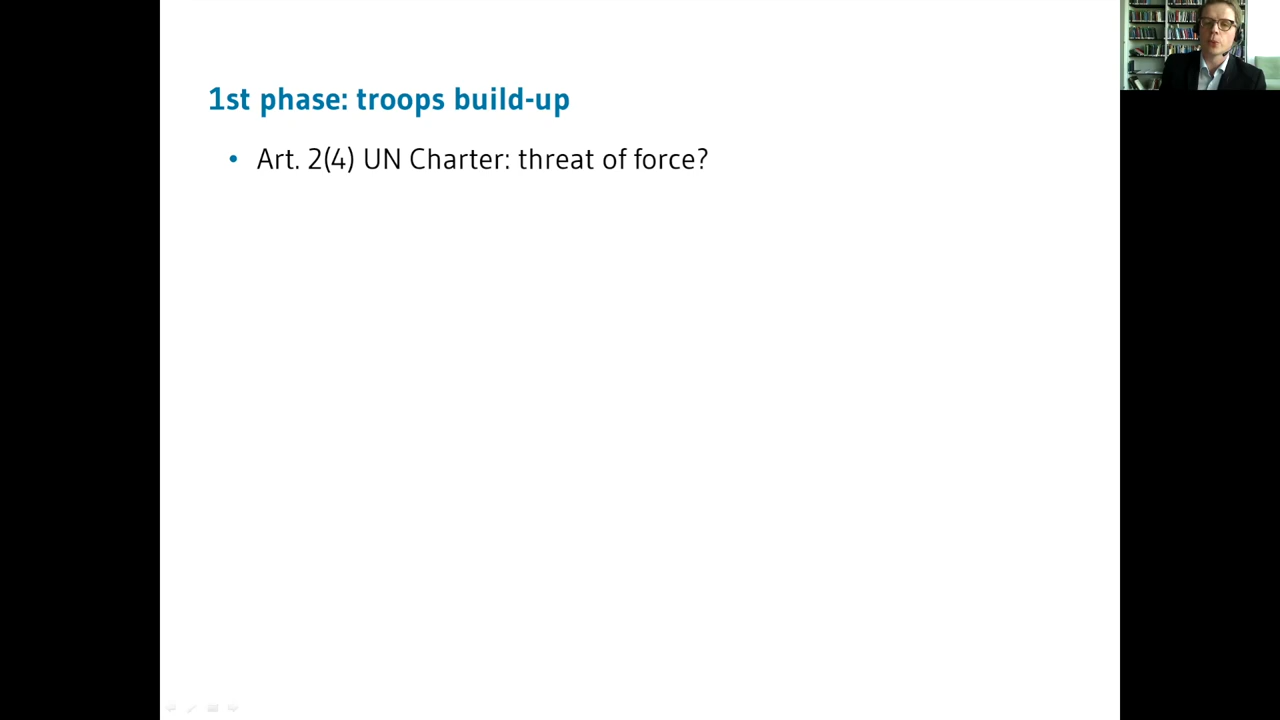 1st phase: troops build-up
• Art. 2(4) UN Charter: threat of force?